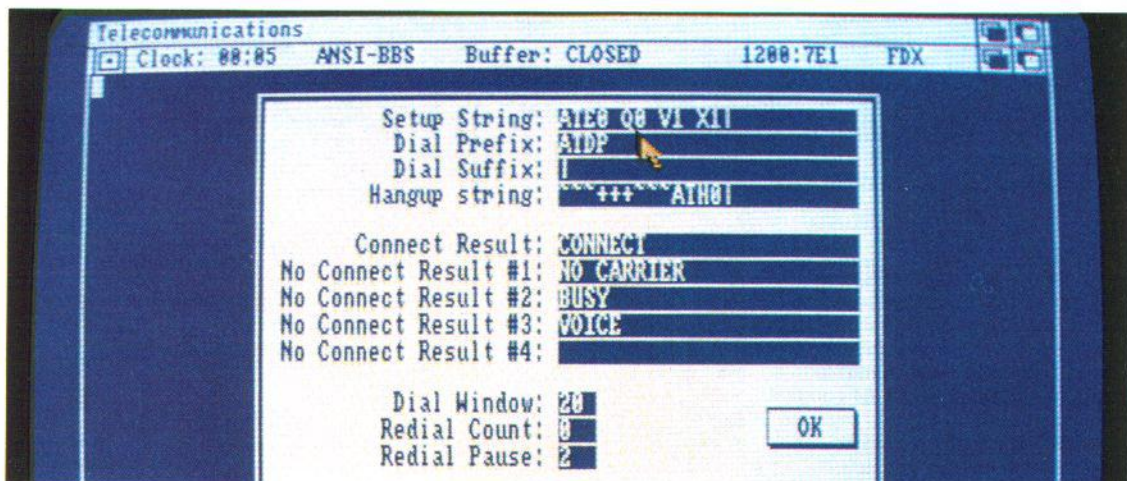 Telecommunications
Clock: 00:05 ANSI-BBS Buffer: CLOSED 1200:7E1 FDX
Setup String: ATE0 Q0 V1 X1|
Dial Prefix: ATDP
Dial Suffix: |
Hangup string: ~~~+++~~~ATH0|
Connect Result: CONNECT
No Connect Result #1: NO CARRIER
No Connect Result #2: BUSY
No Connect Result #3: VOICE
No Connect Result #4:
Dial Window: 20
Redial Count: 0
Redial Pause: 2
OK